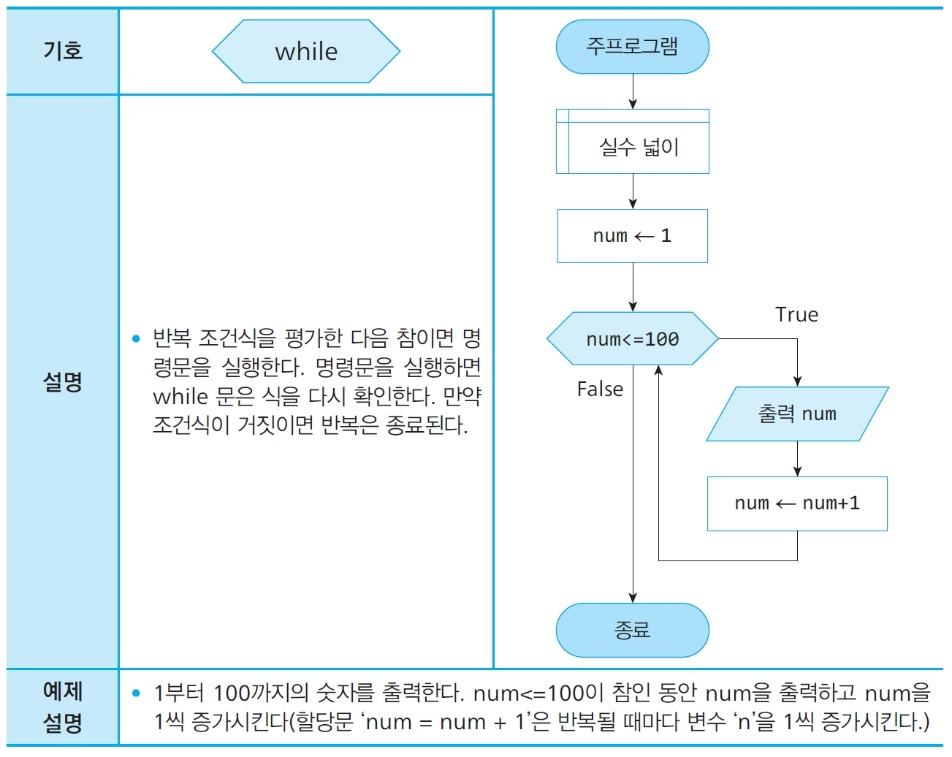 기호
while
설명
• 반복 조건식을 평가한 다음 참이면 명
령문을 실행한다. 명령문을 실행하면
while 문은 식을 다시 확인한다. 만약
조건식이 거짓이면 반복은 종료된다.
주프로그램
실수 넓이
num ← 1
num<=100
True
False
출력 num
num ← num+1
종료
예제
설명
• 1부터 100까지의 숫자를 출력한다. num<=100이 참인 동안 num을 출력하고 num을
1씩 증가시킨다(할당문 ‘num = num + 1’은 반복될 때마다 변수 ‘n’을 1씩 증가시킨다.)